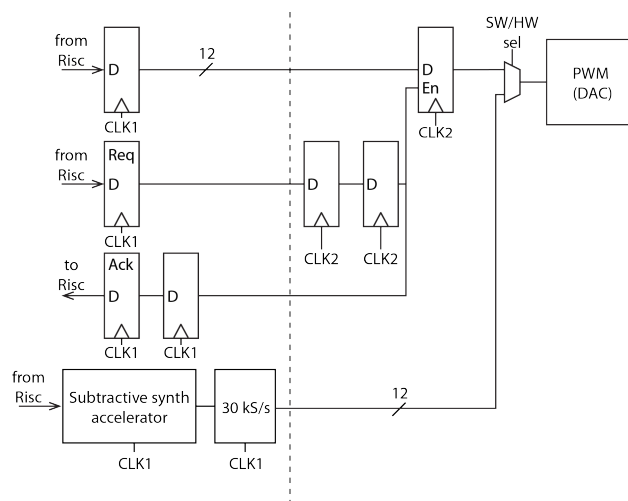 SW/HW
sel
from
Risc
D
12
D
En
PWM
(DAC)
CLK1
CLK2
from
Risc
Req
D
D
D
CLK1
CLK2
CLK2
to
Risc
Ack
D
D
CLK1
CLK1
from
Risc
Subtractive synth
accelerator
30 kS/s
12
CLK1
CLK1